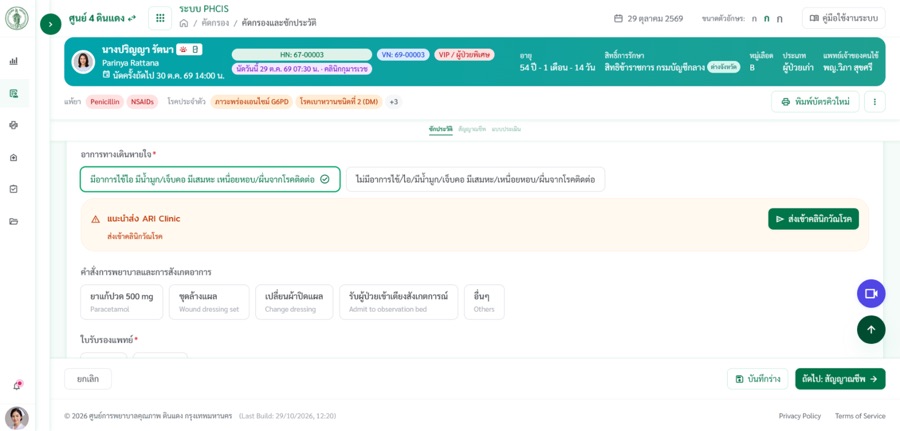 ศูนย์ 4 ดินแดง
ระบบ PHCIS
/ คัดกรอง / คัดกรองและซักประวัติ
29 ตุลาคม 2569
ขนาดตัวอักษร: ก ก ก
คู่มือใช้งานระบบ
นางปริญญา รัตนา
Parinya Rattana
นัดครั้งถัดไป 30 ต.ค. 69 14:00 น.
HN: 67-00003
VN: 69-00003
VIP / ผู้ป่วยพิเศษ
นัดวันนี้ 29 ต.ค. 69 07:30 น. - คลินิกกุมารเวช
อายุ
54 ปี - 1 เดือน - 14 วัน
สิทธิ์การรักษา
สิทธิข้าราชการ กรมบัญชีกลาง ต่างจังหวัด
หมู่เลือด
B
ประเภท
ผู้ป่วยเก่า
แพทย์เจ้าของคนไข้
พญ.วิภา สุขศรี
แพ้ยา Penicillin NSAIDs โรคประจำตัว ภาวะพร่องเอนไซม์ G6PD โรคเบาหวานชนิดที่ 2 (DM) +3
พิมพ์บัตรคิวใหม่
ซักประวัติ สัญญาณชีพ แบบประเมิน
อาการทางเดินหายใจ*
มีอาการไข้ไอ มีน้ำมูก/เจ็บคอ มีเสมหะ เหนื่อยหอบ/ผื่นจากโรคติดต่อ
ไม่มีอาการไข้/ไอ/มีน้ำมูก/เจ็บคอ มีเสมหะ/เหนื่อยหอบ/ผื่นจากโรคติดต่อ
แนะนำส่ง ARI Clinic
ส่งเข้าคลินิกวัณโรค
ส่งเข้าคลินิกวัณโรค
คำสั่งการพยาบาลและการสังเกตอาการ
ยาแก้ปวด 500 mg
Paracetamol
ชุดล้างแผล
Wound dressing set
เปลี่ยนผ้าปิดแผล
Change dressing
รับผู้ป่วยเข้าเตียงสังเกตการณ์
Admit to observation bed
อื่นๆ
Others
ใบรับรองแพทย์*
ยกเลิก
บันทึกร่าง
ถัดไป: สัญญาณชีพ
© 2026 ศูนย์การพยาบาลคุณภาพ ดินแดง กรุงเทพมหานคร (Last Build: 29/10/2026, 12:20)
Privacy Policy
Terms of Service